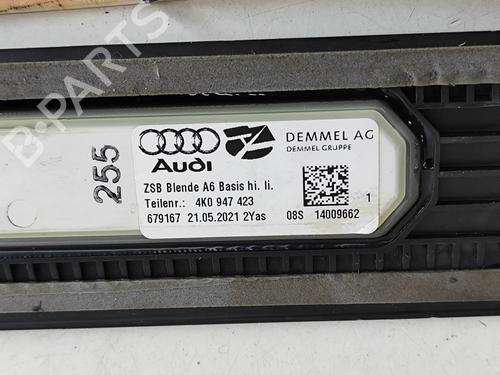 255
Audi
DEMMEL AG
DEMMEL GRUPPE
ZSB Blende A6 Basis hi. li.
Teilenr.: 4K0 947 423
1
679167 21.05.2021 2Yas 08S 14009662
B-PARTS